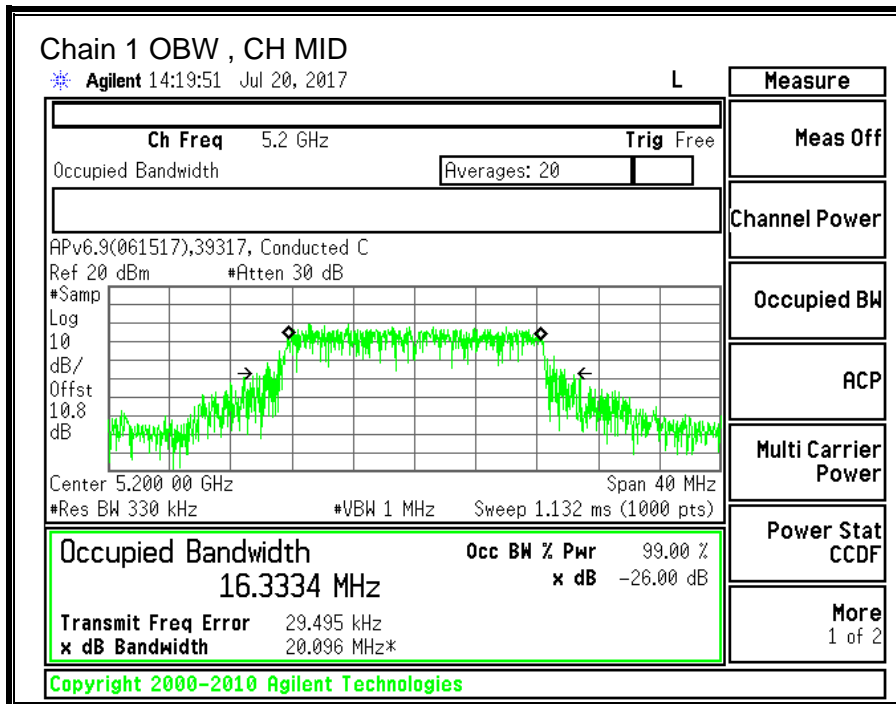 Chain 1 OBW , CH MID
Agilent 14:19:51 Jul 20, 2017 L
Measure
Ch Freq 5.2 GHz Trig Free
Meas Off
Occupied Bandwidth Averages: 20
Channel Power
APv6.9(061517),39317, Conducted C
Ref 20 dBm #Atten 30 dB
#Samp
Log
10
dB/
Offst
10.8
dB
Occupied BW
ACP
Multi Carrier
Power
Center 5.200 00 GHz Span 40 MHz
#Res BW 330 kHz #VBW 1 MHz Sweep 1.132 ms (1000 pts)
Occupied Bandwidth Occ BW % Pwr 99.00 %
16.3334 MHz x dB -26.00 dB
Transmit Freq Error 29.495 kHz
x dB Bandwidth 20.096 MHz*
Power Stat
CCDF
More
1 of 2
Copyright 2000-2010 Agilent Technologies